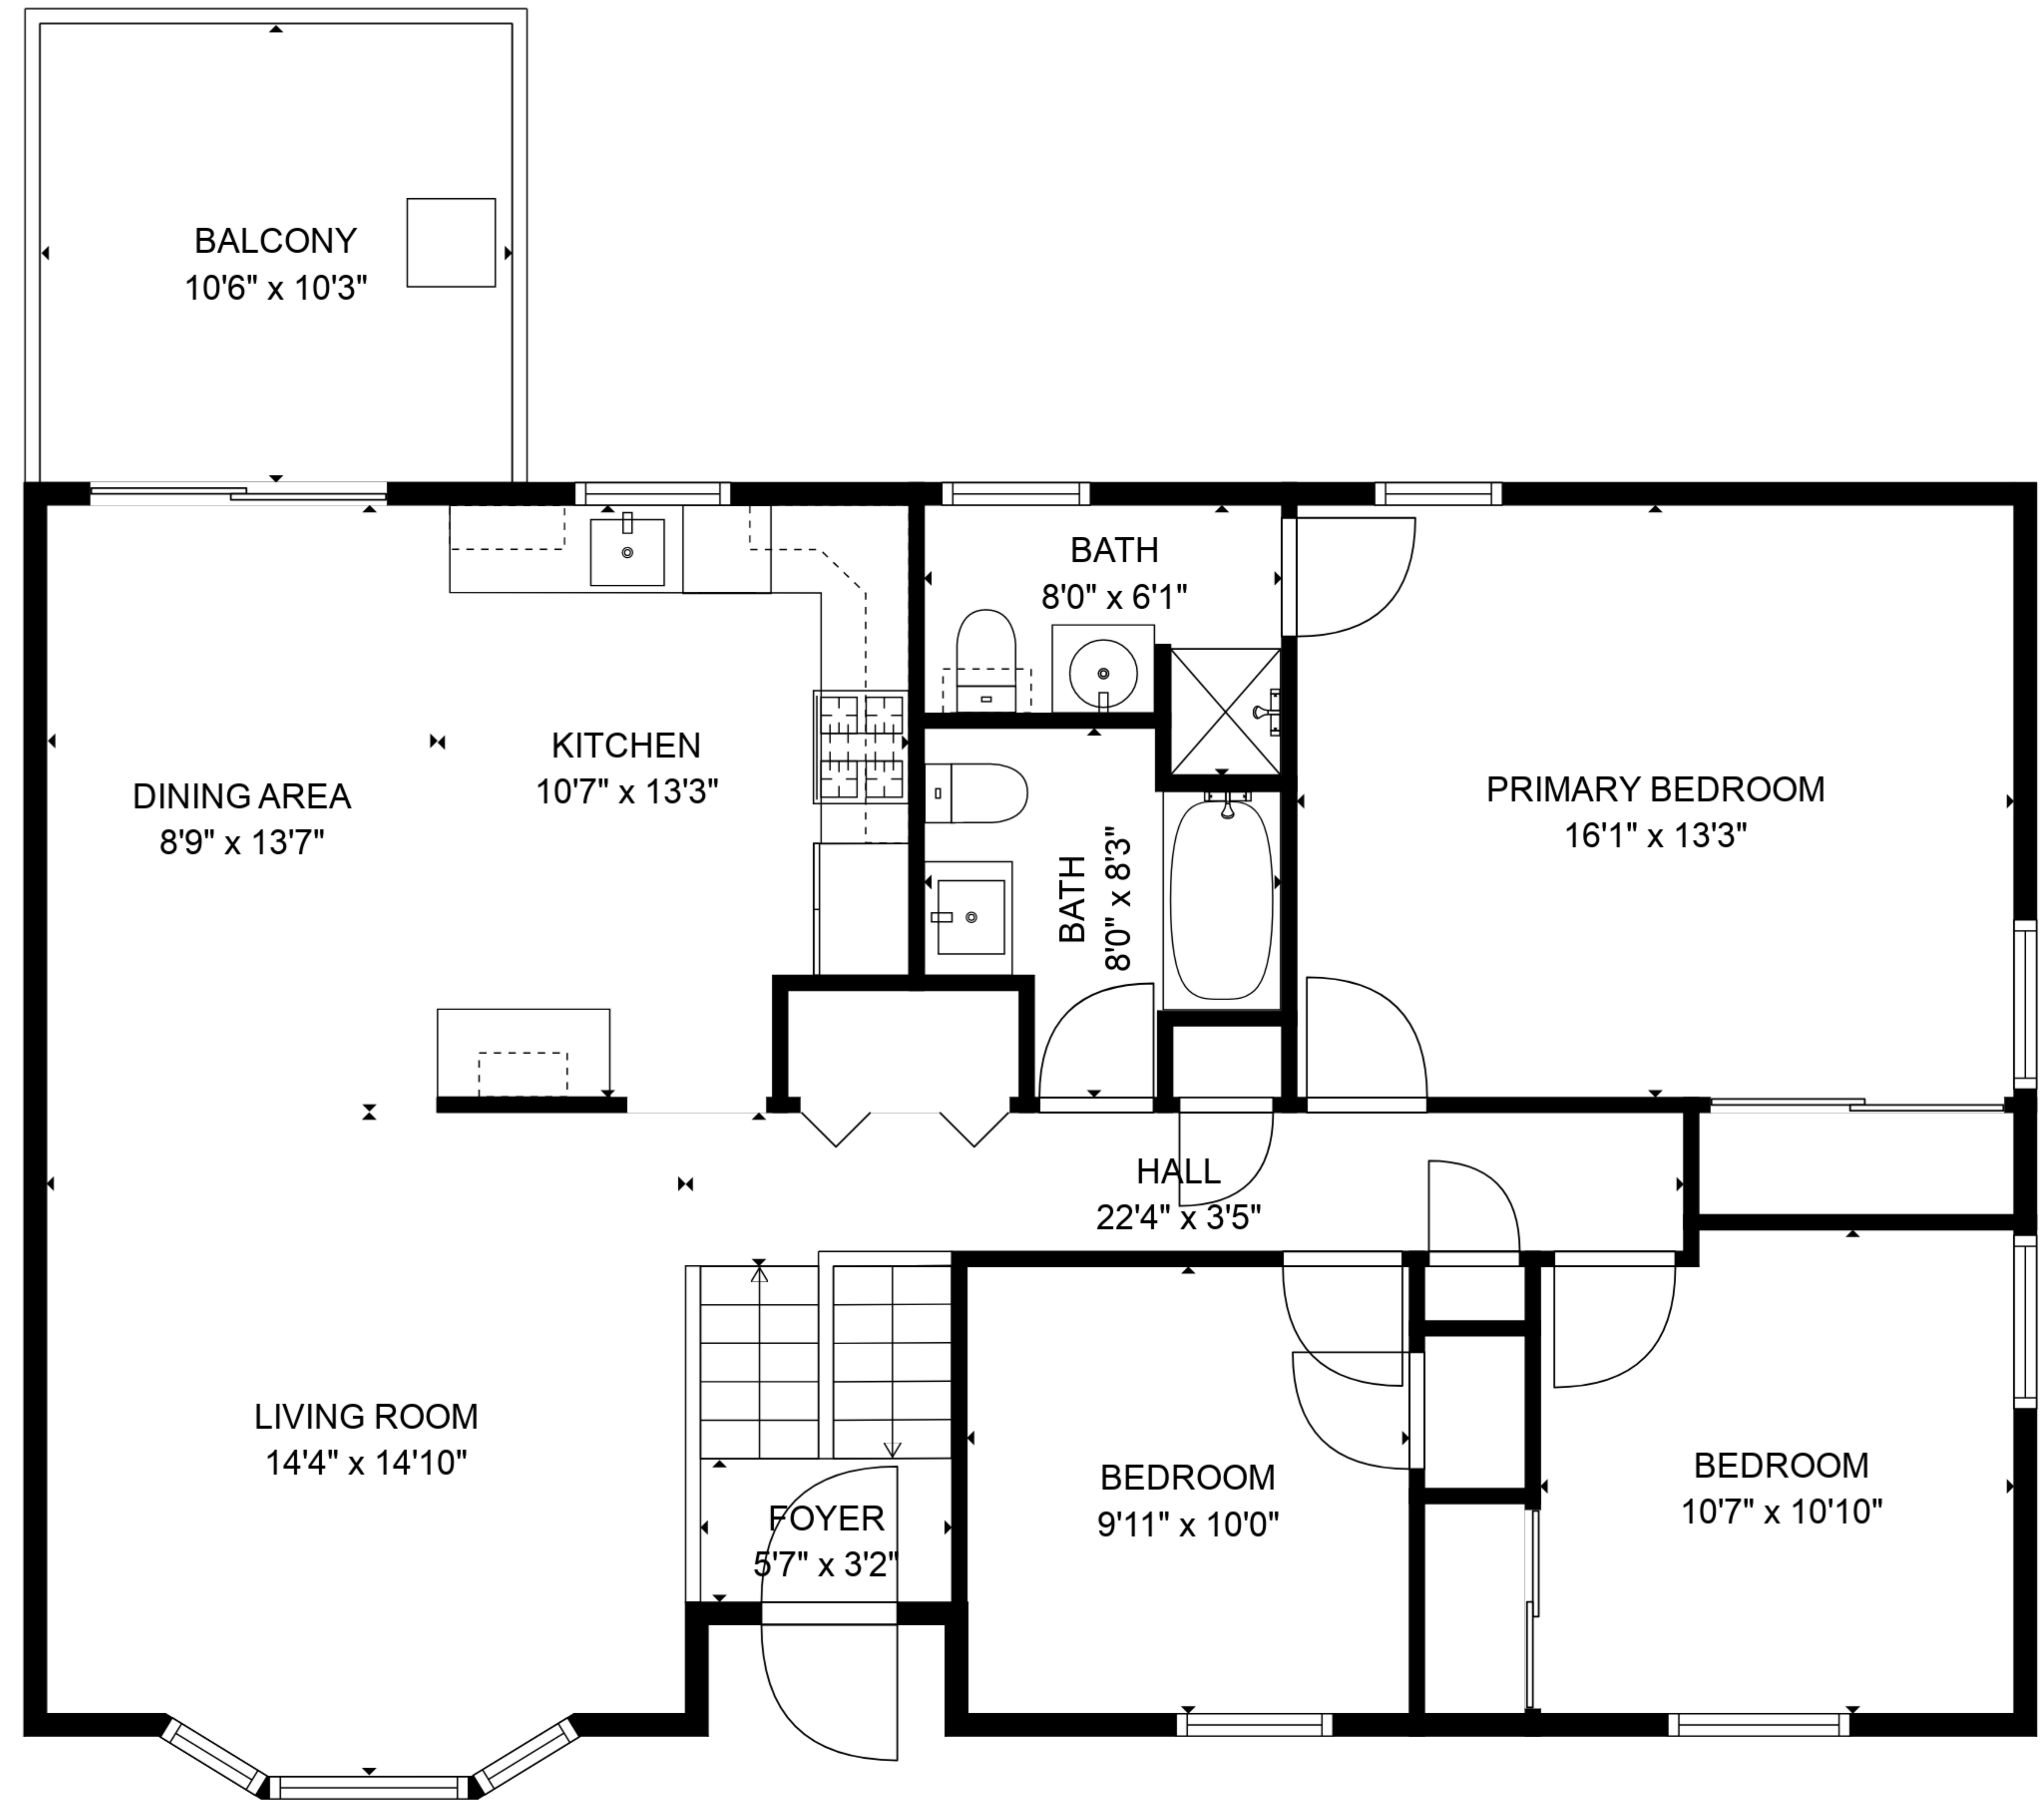 BALCONY
10'6" x 10'3"
BATH
8'0" x 6'1"
KITCHEN
10'7" x 13'3"
DINING AREA
8'9" x 13'7"
PRIMARY BEDROOM
16'1" x 13'3"
BATH
8'0" x 8'3"
HALL
22'4" x 3'5"
LIVING ROOM
14'4" x 14'10"
FOYER
5'7" x 3'2"
BEDROOM
9'11" x 10'0"
BEDROOM
10'7" x 10'10"